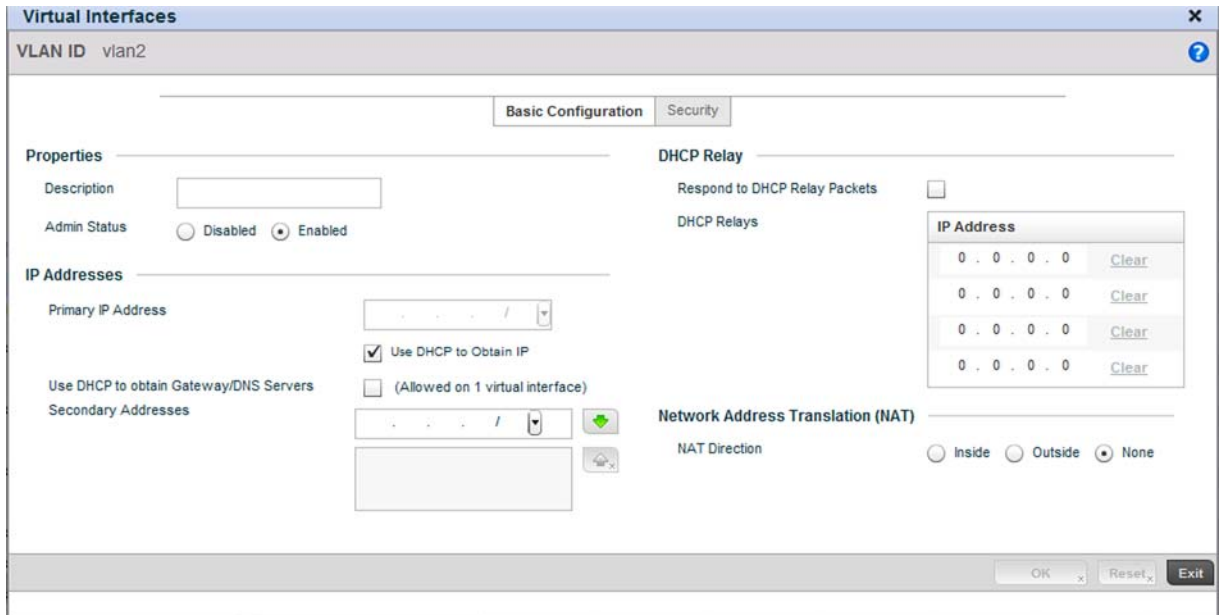 Virtual Interfaces
VLAN ID vlan2
Basic Configuration Security
Properties
Description
Admin Status Disabled Enabled
IP Addresses
Primary IP Address . . . /
Use DHCP to Obtain IP
Use DHCP to obtain Gateway/DNS Servers (Allowed on 1 virtual interface)
Secondary Addresses . . . /
DHCP Relay
Respond to DHCP Relay Packets
DHCP Relays
IP Address
0 . 0 . 0 . 0 Clear
0 . 0 . 0 . 0 Clear
0 . 0 . 0 . 0 Clear
0 . 0 . 0 . 0 Clear
Network Address Translation (NAT)
NAT Direction Inside Outside None
OK Reset Exit